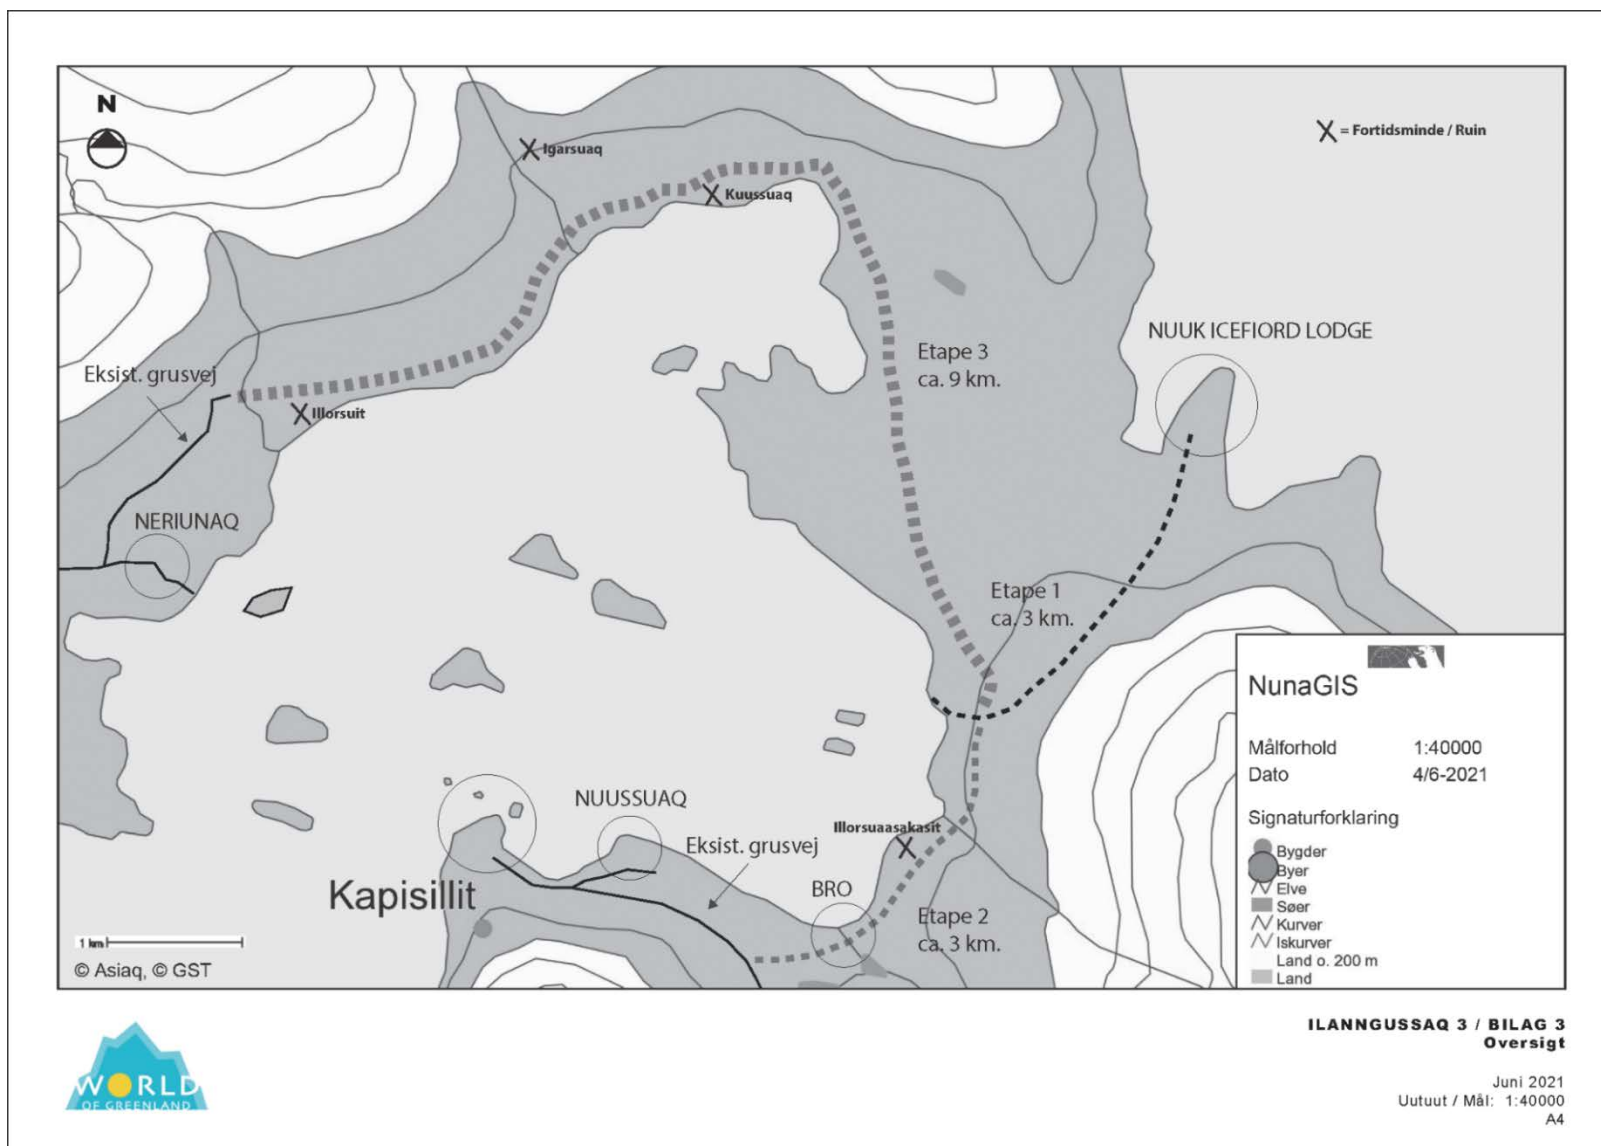 N
X = Fortidsminde / Ruin
Igarsuaq
Kuussuaq
NUUK ICEFIORD LODGE
Etape 3
ca. 9 km.
Eksist. grusvej
Illorsuit
NERIUNAQ
Etape 1
ca. 3 km.
NunaGIS
Målforhold 1:40000
Dato 4/6-2021
Signaturforklaring
Bygder
Byer
Elve
Søer
Kurver
Iskurver
Land o. 200 m
Land
NUUSSUAQ
Illorsuaasakasit
Eksist. grusvej
Kapisillit
BRO
Etape 2
ca. 3 km.
1 km
© Asiaq, © GST
ILANNGUSSAQ 3 / BILAG 3
Oversigt
Juni 2021
Uutuut / Mål: 1:40000
A4
WORLD
OF GREENLAND